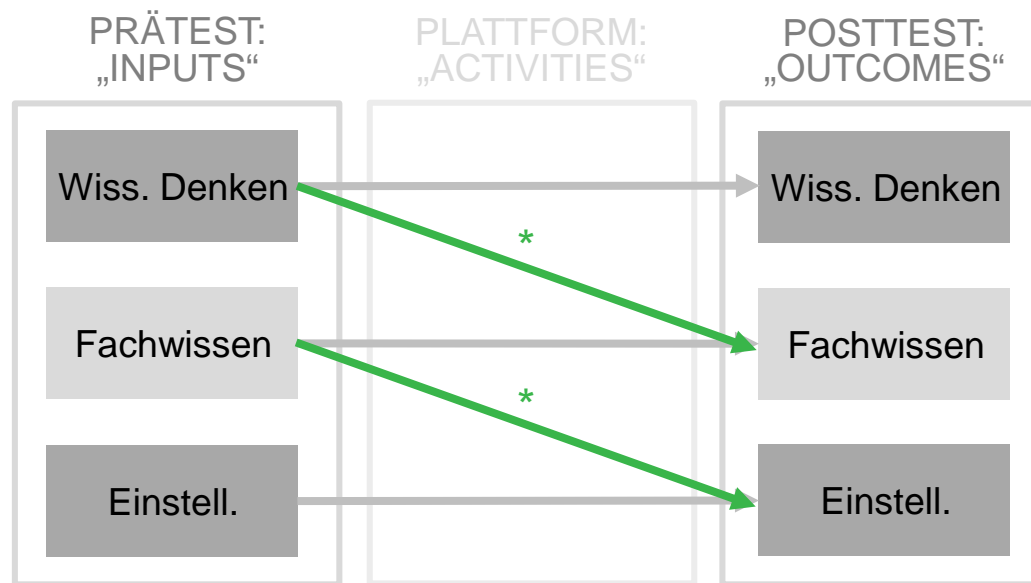 PRÄTEST:
„INPUTS“
PLATTFORM:
„ACTIVITIES“
POSTTEST:
„OUTCOMES“
Wiss. Denken
Wiss. Denken
*
Fachwissen
Fachwissen
*
Einstell.
Einstell.